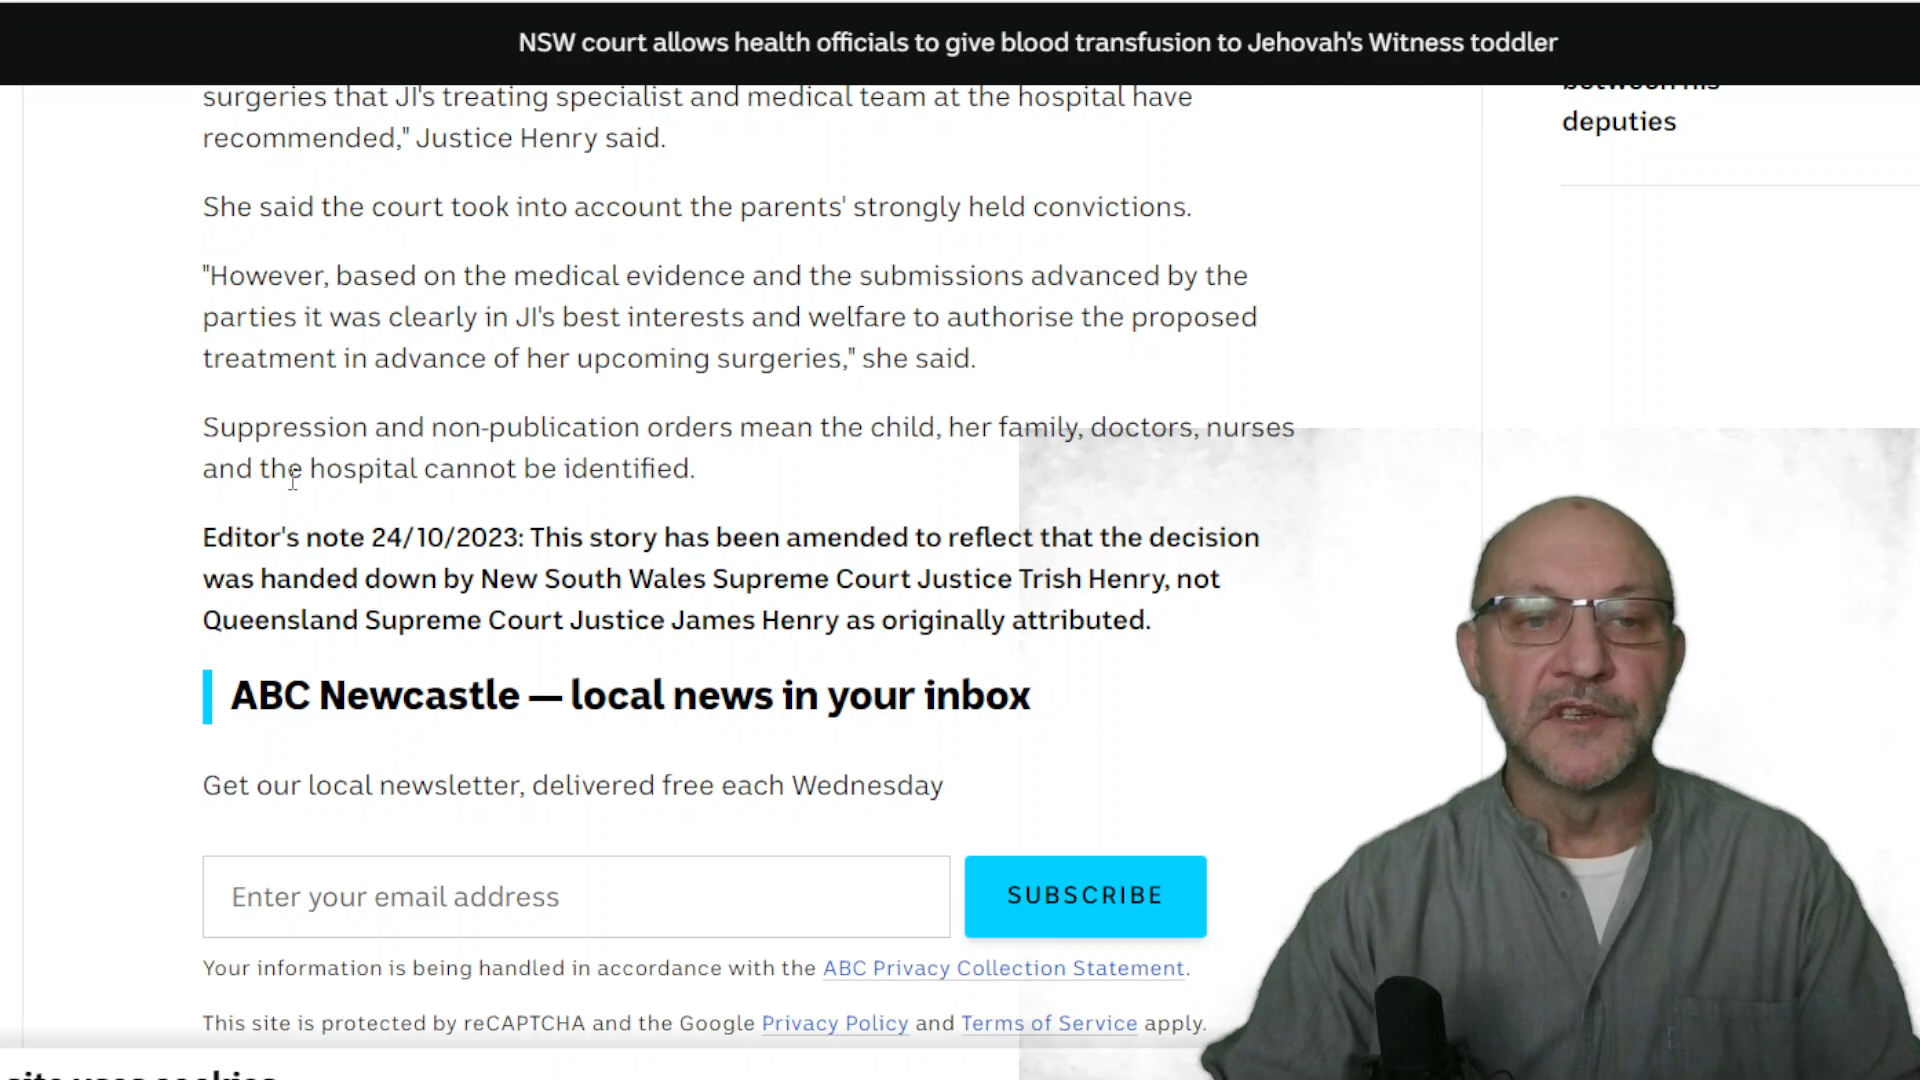 NSW court allows health officials to give blood transfusion to Jehovah's Witness toddler
surgeries that JI's treating specialist and medical team at the hospital have
recommended," Justice Henry said.
She said the court took into account the parents' strongly held convictions.
"However, based on the medical evidence and the submissions advanced by the
parties it was clearly in JI's best interests and welfare to authorise the proposed
treatment in advance of her upcoming surgeries," she said.
Suppression and non-publication orders mean the child, her family, doctors, nurses
and the hospital cannot be identified.
Editor's note 24/10/2023: This story has been amended to reflect that the decision
was handed down by New South Wales Supreme Court Justice Trish Henry, not
Queensland Supreme Court Justice James Henry as originally attributed.
ABC Newcastle — local news in your inbox
Get our local newsletter, delivered free each Wednesday
Enter your email address
SUBSCRIBE
Your information is being handled in accordance with the ABC Privacy Collection Statement.
This site is protected by reCAPTCHA and the Google Privacy Policy and Terms of Service apply.
site uses cookies
between his
deputies